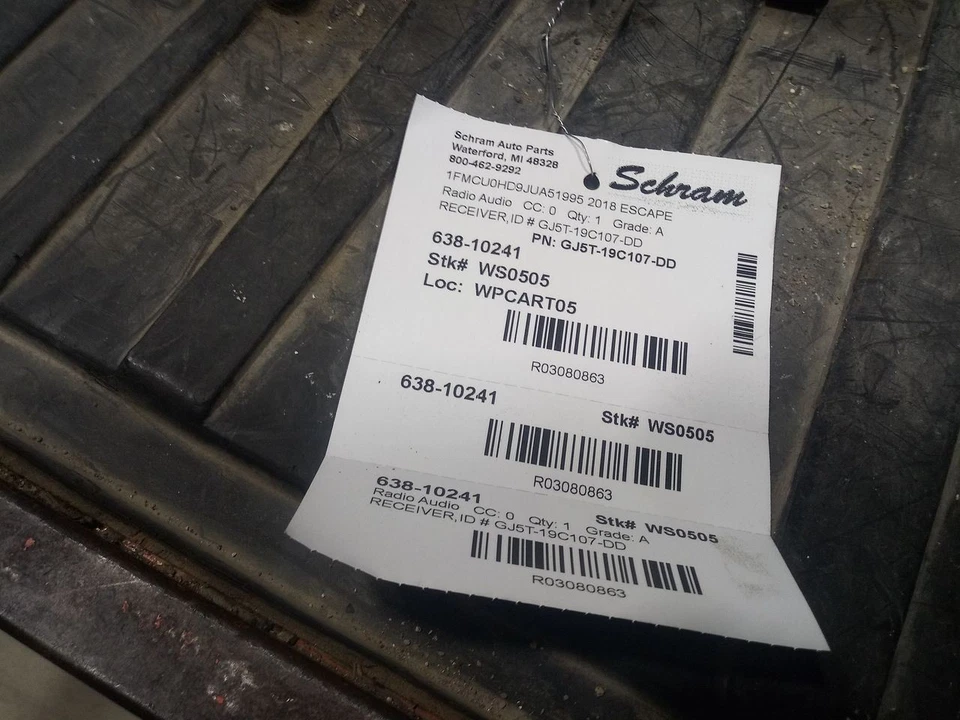 Schram Auto Parts
Waterford, MI 48328
800-462-9292
Schram
1FMCU0HD9JUA51995 2018 ESCAPE
Radio Audio CC: 0 Qty: 1 Grade: A
RECEIVER,ID # GJ5T-19C107-DD
638-10241 PN: GJ5T-19C107-DD
Stk# WS0505
Loc: WPCART05
R03080863
638-10241
Stk# WS0505
R03080863
638-10241 Stk# WS0505
Radio Audio CC: 0 Qty: 1 Grade: A
RECEIVER,ID # GJ5T-19C107-DD
R03080863